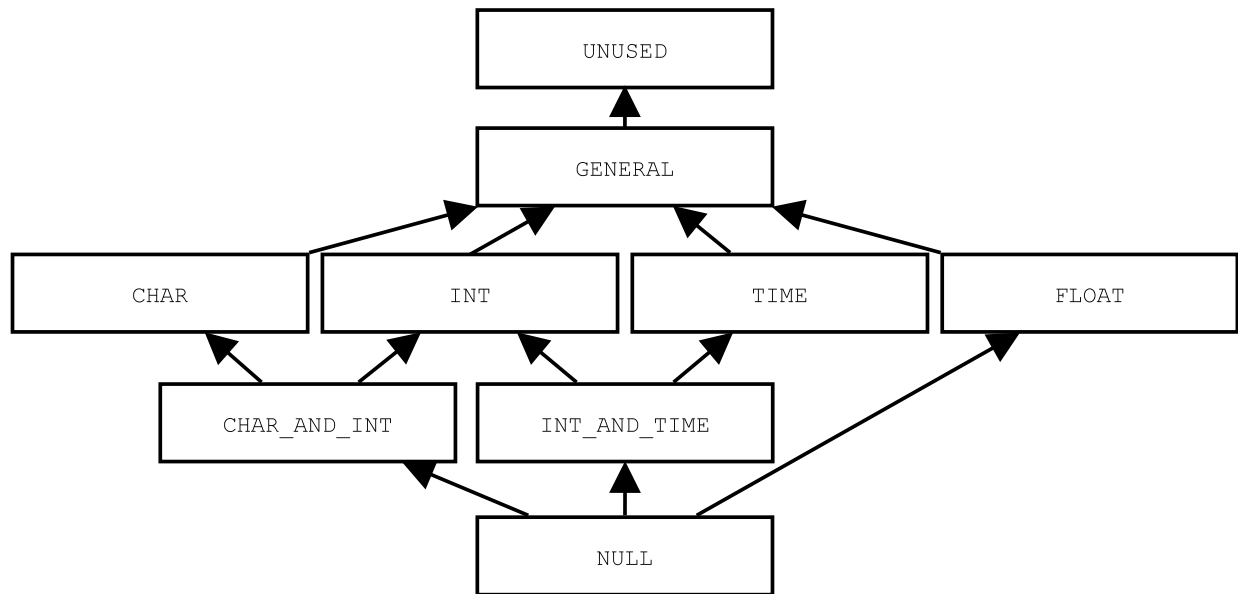 UNUSED
GENERAL
CHAR
INT
TIME
FLOAT
CHAR_AND_INT
INT_AND_TIME
NULL